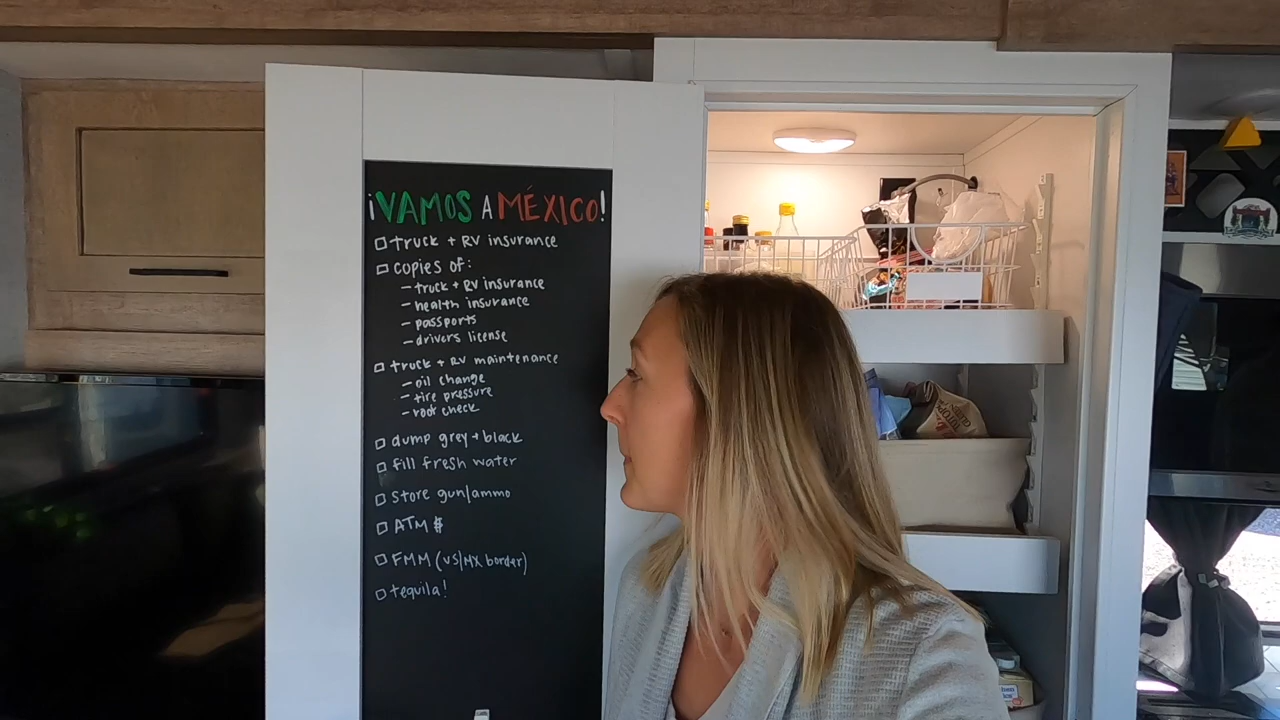 ¡VAMOS A MÉXICO!
truck + RV insurance
copies of:
- truck + RV insurance
- health insurance
- passports
- drivers license
truck + RV maintenance
- oil change
- tire pressure
- roof check
dump grey + black
fill fresh water
store gun/ammo
ATM $
FMM (US/MX border)
tequila!